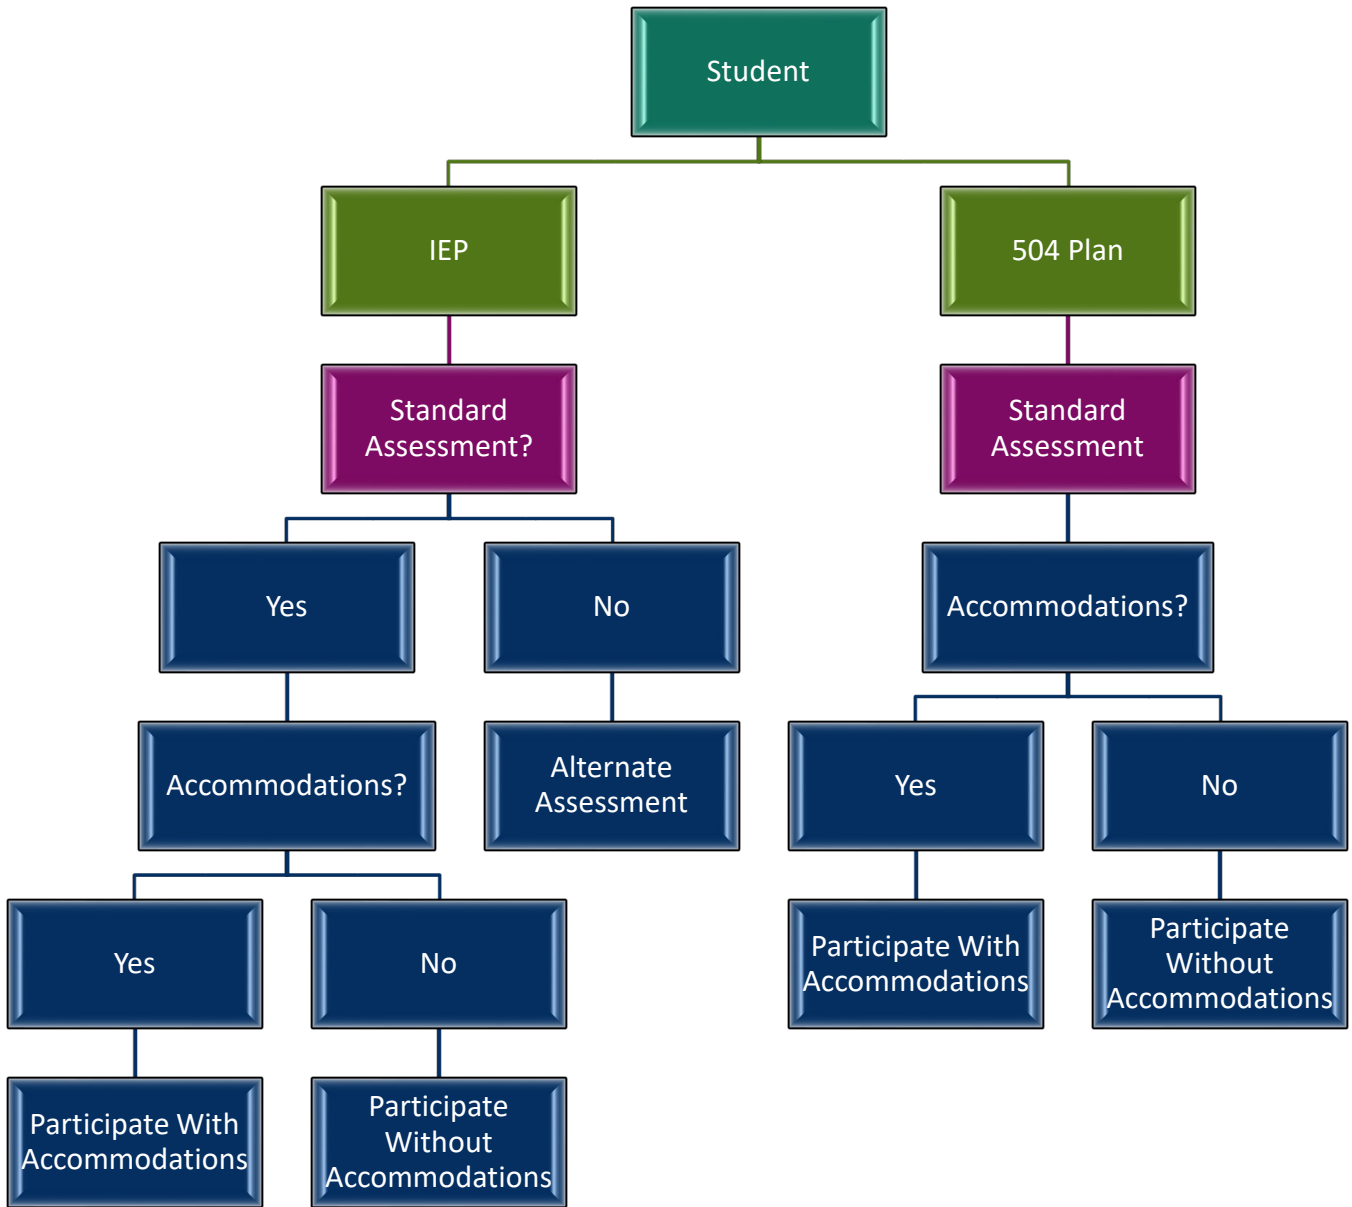 Student
IEP
504 Plan
Standard
Assessment?
Standard
Assessment
Yes
No
Accommodations?
Accommodations?
Alternate
Assessment
Yes
No
Yes
No
Participate With
Accommodations
Participate
Without
Accommodations
Participate With
Accommodations
Participate
Without
Accommodations